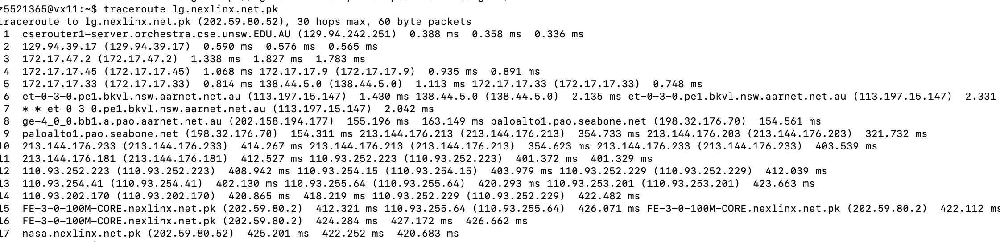 z5521365@vx11:~$ traceroute lg.nexlinx.net.pk
traceroute to lg.nexlinx.net.pk (202.59.80.52), 30 hops max, 60 byte packets
1 cserouter1-server.orchestra.cse.unsw.EDU.AU (129.94.242.251) 0.388 ms 0.358 ms 0.336 ms
2 129.94.39.17 (129.94.39.17) 0.590 ms 0.576 ms 0.565 ms
3 172.17.47.2 (172.17.47.2) 1.338 ms 1.827 ms 1.783 ms
4 172.17.17.45 (172.17.17.45) 1.068 ms 172.17.17.9 (172.17.17.9) 0.935 ms 0.891 ms
5 172.17.17.33 (172.17.17.33) 0.814 ms 138.44.5.0 (138.44.5.0) 1.113 ms 172.17.17.33 (172.17.17.33) 0.748 ms
6 et-0-3-0.pe1.bkvl.nsw.aarnet.net.au (113.197.15.147) 1.430 ms 138.44.5.0 (138.44.5.0) 2.135 ms et-0-3-0.pe1.bkvl.nsw.aarnet.net.au (113.197.15.147) 2.331
7 * * et-0-3-0.pe1.bkvl.nsw.aarnet.net.au (113.197.15.147) 2.042 ms
8 ge-4_0_0.bb1.a.pao.aarnet.net.au (202.158.194.177) 155.196 ms 163.149 ms paloalto1.pao.seabone.net (198.32.176.70) 154.561 ms
9 paloalto1.pao.seabone.net (198.32.176.70) 154.311 ms 213.144.176.213 (213.144.176.213) 354.733 ms 213.144.176.203 (213.144.176.203) 321.732 ms
10 213.144.176.233 (213.144.176.233) 414.267 ms 213.144.176.213 (213.144.176.213) 354.623 ms 213.144.176.233 (213.144.176.233) 403.539 ms
11 213.144.176.181 (213.144.176.181) 412.527 ms 110.93.252.223 (110.93.252.223) 401.372 ms 401.329 ms
12 110.93.252.223 (110.93.252.223) 408.942 ms 110.93.254.15 (110.93.254.15) 403.979 ms 110.93.252.229 (110.93.252.229) 412.039 ms
13 110.93.254.41 (110.93.254.41) 402.130 ms 110.93.255.64 (110.93.255.64) 420.293 ms 110.93.253.201 (110.93.253.201) 423.663 ms
14 110.93.202.170 (110.93.202.170) 420.865 ms 418.219 ms 110.93.252.229 (110.93.252.229) 422.482 ms
15 FE-3-0-100M-CORE.nexlinx.net.pk (202.59.80.2) 412.321 ms 110.93.255.64 (110.93.255.64) 426.071 ms FE-3-0-100M-CORE.nexlinx.net.pk (202.59.80.2) 422.112 ms
16 FE-3-0-100M-CORE.nexlinx.net.pk (202.59.80.2) 424.284 ms 427.172 ms 426.662 ms
17 nasa.nexlinx.net.pk (202.59.80.52) 425.201 ms 422.252 ms 420.683 ms